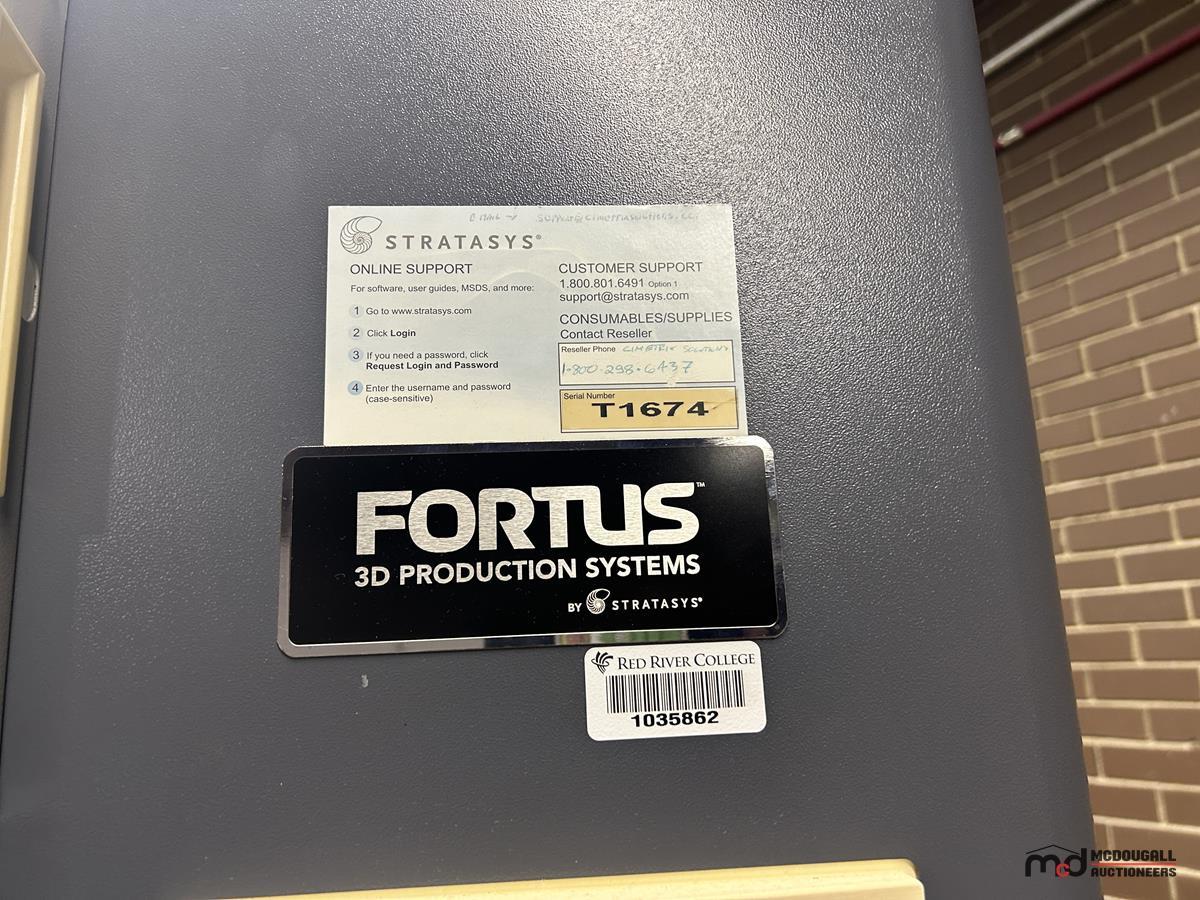 E MAIL →
STRATASYS®
ONLINE SUPPORT
For software, user guides, MSDS, and more:
1 Go to www.stratasys.com
2 Click Login
3 If you need a password, click
Request Login and Password
4 Enter the username and password
(case-sensitive)
CUSTOMER SUPPORT
1.800.801.6491 Option 1
support@stratasys.com
CONSUMABLES/SUPPLIES
Contact Reseller
Reseller Phone
1-800-298-6437
Serial Number
T1674
FORTUS™
3D PRODUCTION SYSTEMS
BY STRATASYS®
RED RIVER COLLEGE
1035862
mcd MCDOUGALL
AUCTIONEERS